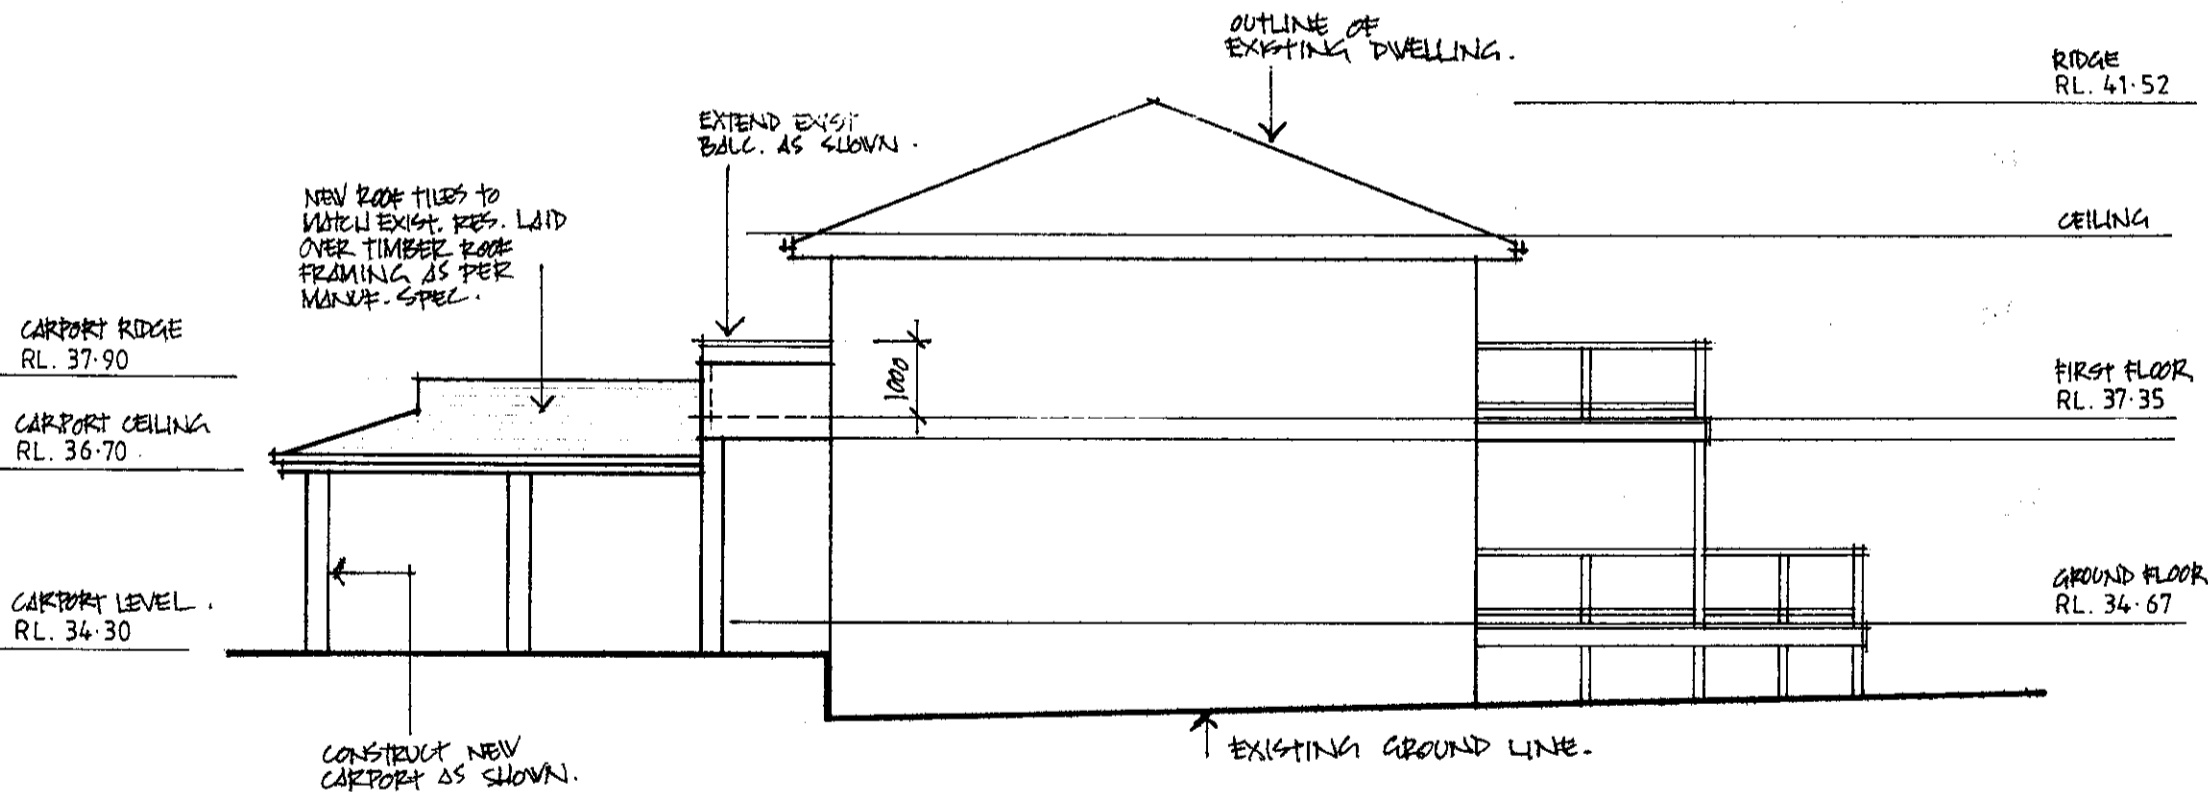 OUTLINE OF
EXISTING DWELLING.
RIDGE
RL. 41·52
EXTEND EXIST
BALC. AS SHOWN.
NEW ROOF TILES TO
MATCH EXIST. RES. LAID
OVER TIMBER ROOF
FRAMING AS PER
MANUF. SPEC.
CEILING
CARPORT RIDGE
RL. 37·90
1000
FIRST FLOOR
RL. 37·35
CARPORT CEILING
RL. 36·70
CARPORT LEVEL.
RL. 34·30
GROUND FLOOR
RL. 34·67
CONSTRUCT NEW
CARPORT AS SHOWN.
EXISTING GROUND LINE.